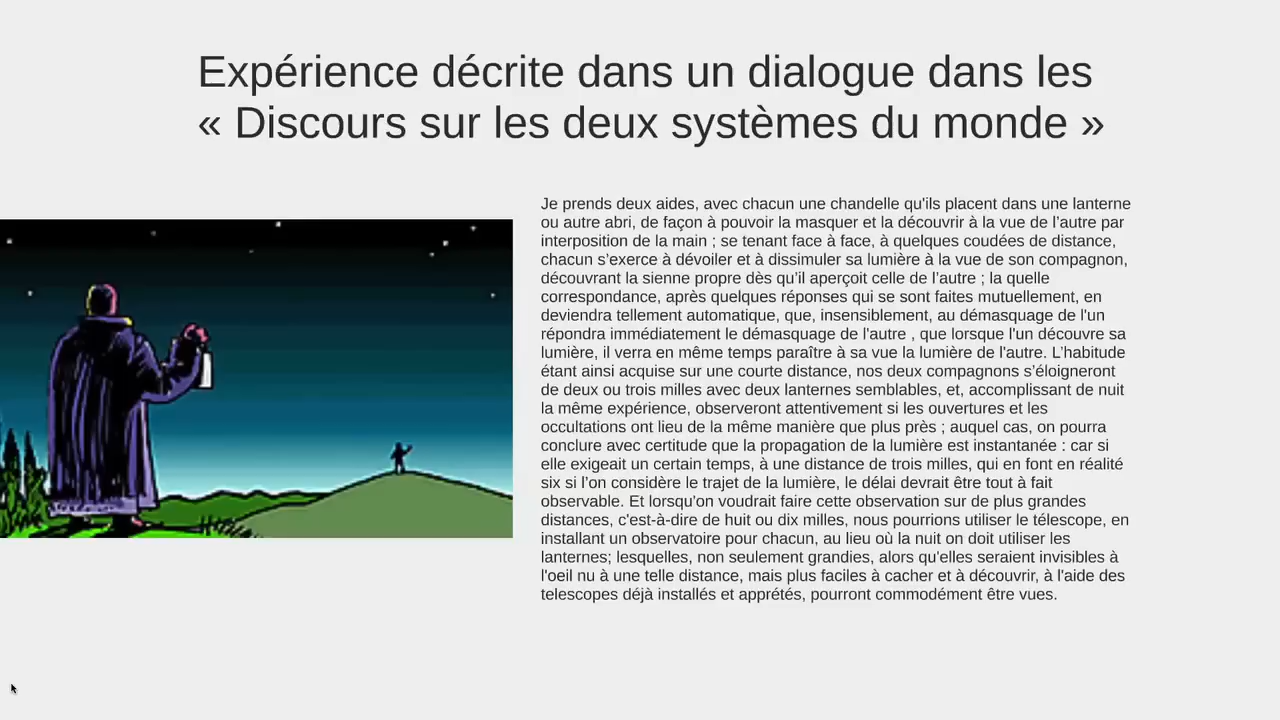 Expérience décrite dans un dialogue dans les
« Discours sur les deux systèmes du monde »
Je prends deux aides, avec chacun une chandelle qu'ils placent dans une lanterne
ou autre abri, de façon à pouvoir la masquer et la découvrir à la vue de l’autre par
interposition de la main ; se tenant face à face, à quelques coudées de distance,
chacun s’exerce à dévoiler et à dissimuler sa lumière à la vue de son compagnon,
découvrant la sienne propre dès qu’il aperçoit celle de l’autre ; la quelle
correspondance, après quelques réponses qui se sont faites mutuellement, en
deviendra tellement automatique, que, insensiblement, au démasquage de l'un
répondra immédiatement le démasquage de l'autre , que lorsque l'un découvre sa
lumière, il verra en même temps paraître à sa vue la lumière de l'autre. L’habitude
étant ainsi acquise sur une courte distance, nos deux compagnons s’éloigneront
de deux ou trois milles avec deux lanternes semblables, et, accomplissant de nuit
la même expérience, observeront attentivement si les ouvertures et les
occultations ont lieu de la même manière que plus près ; auquel cas, on pourra
conclure avec certitude que la propagation de la lumière est instantanée : car si
elle exigeait un certain temps, à une distance de trois milles, qui en font en réalité
six si l’on considère le trajet de la lumière, le délai devrait être tout à fait
observable. Et lorsqu'on voudrait faire cette observation sur de plus grandes
distances, c'est-à-dire de huit ou dix milles, nous pourrions utiliser le télescope, en
installant un observatoire pour chacun, au lieu où la nuit on doit utiliser les
lanternes; lesquelles, non seulement grandies, alors qu'elles seraient invisibles à
l'oeil nu à une telle distance, mais plus faciles à cacher et à découvrir, à l'aide des
telescopes déjà installés et apprétés, pourront commodément être vues.